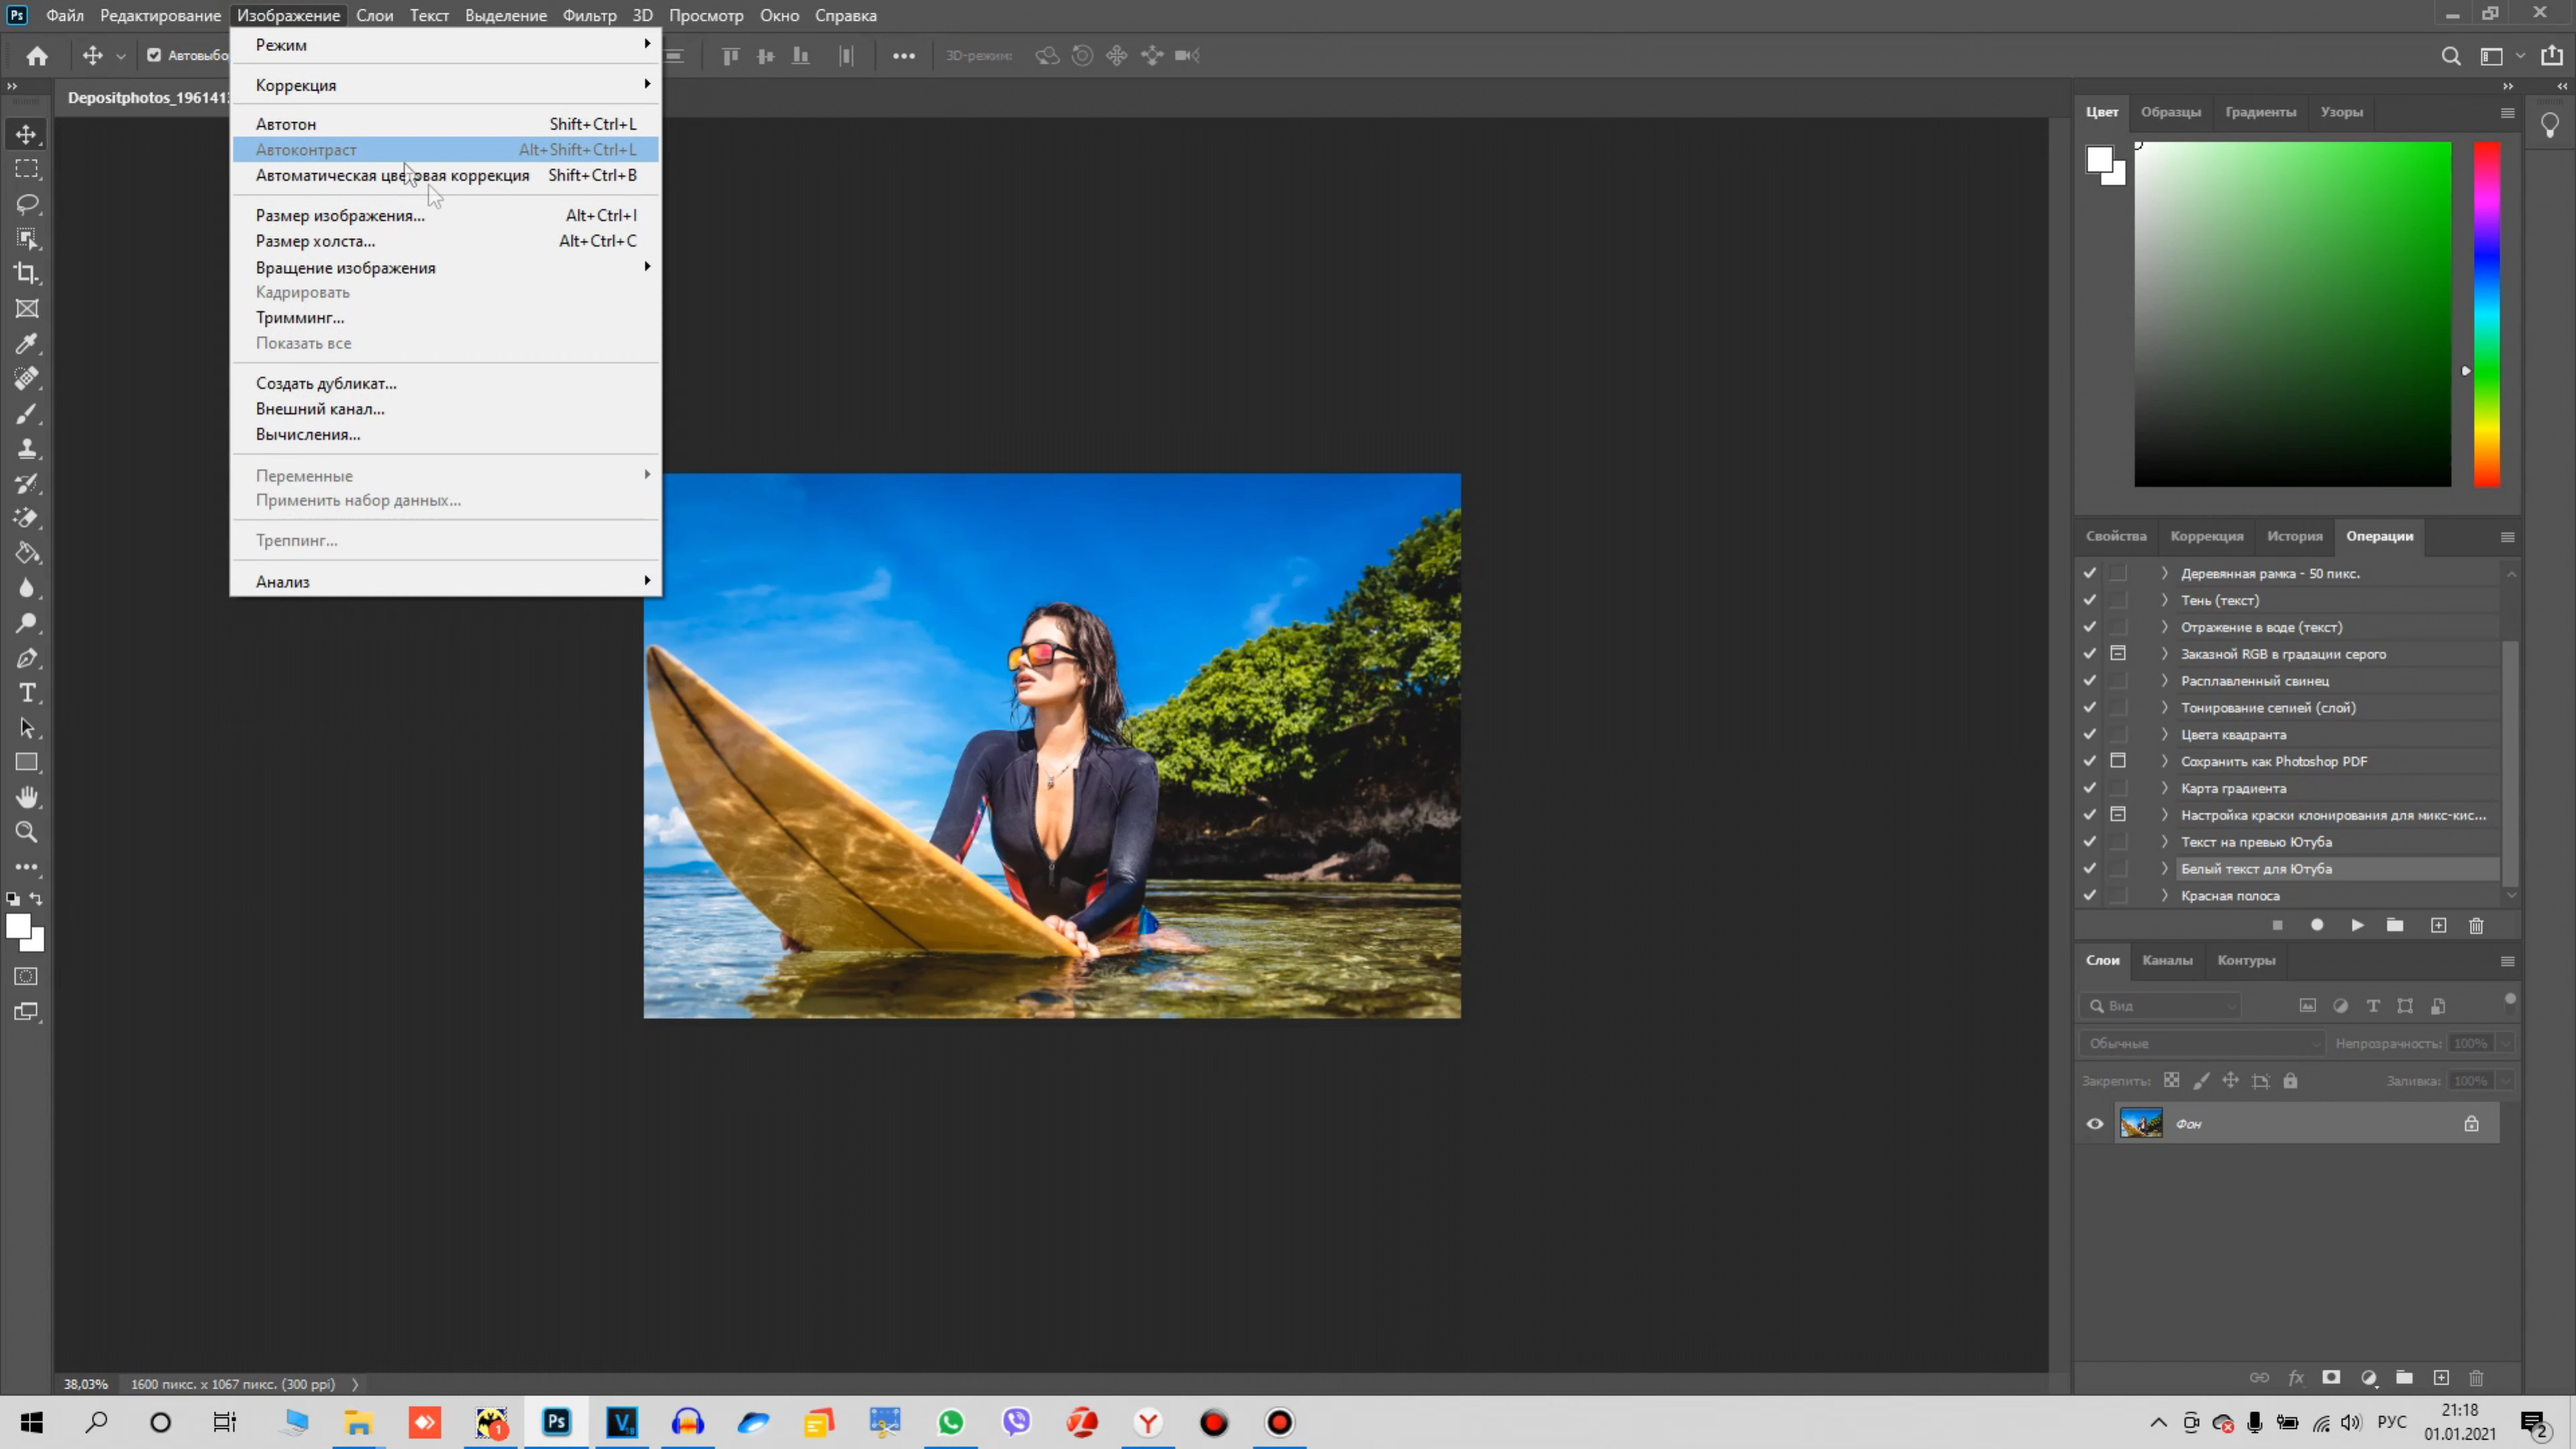 Ps Файл Редактирование Изображение Слои Текст Выделение Фильтр 3D Просмотр Окно Справка
Автовыбо
3D-режим:
Depositphotos_196141
Режим
Коррекция
Автотон Shift+Ctrl+L
Автоконтраст Alt+Shift+Ctrl+L
Автоматическая цветовая коррекция Shift+Ctrl+B
Размер изображения... Alt+Ctrl+I
Размер холста... Alt+Ctrl+C
Вращение изображения
Кадрировать
Тримминг...
Показать все
Создать дубликат...
Внешний канал...
Вычисления...
Переменные
Применить набор данных...
Треппинг...
Анализ
Цвет Образцы Градиенты Узоры
Свойства Коррекция История Операции
Деревянная рамка - 50 пикс.
Тень (текст)
Отражение в воде (текст)
Заказной RGB в градации серого
Расплавленный свинец
Тонирование сепией (слой)
Цвета квадранта
Сохранить как Photoshop PDF
Карта градиента
Настройка краски клонирования для микс-кис...
Текст на превью Ютуба
Белый текст для Ютуба
Красная полоса
Слои Каналы Контуры
Вид
Обычные Непрозрачность: 100%
Закрепить: Заливка: 100%
Фон
38,03% 1600 пикс. x 1067 пикс. (300 ppi)
1 Ps V 18 Y РУС 21:18
01.01.2021 2